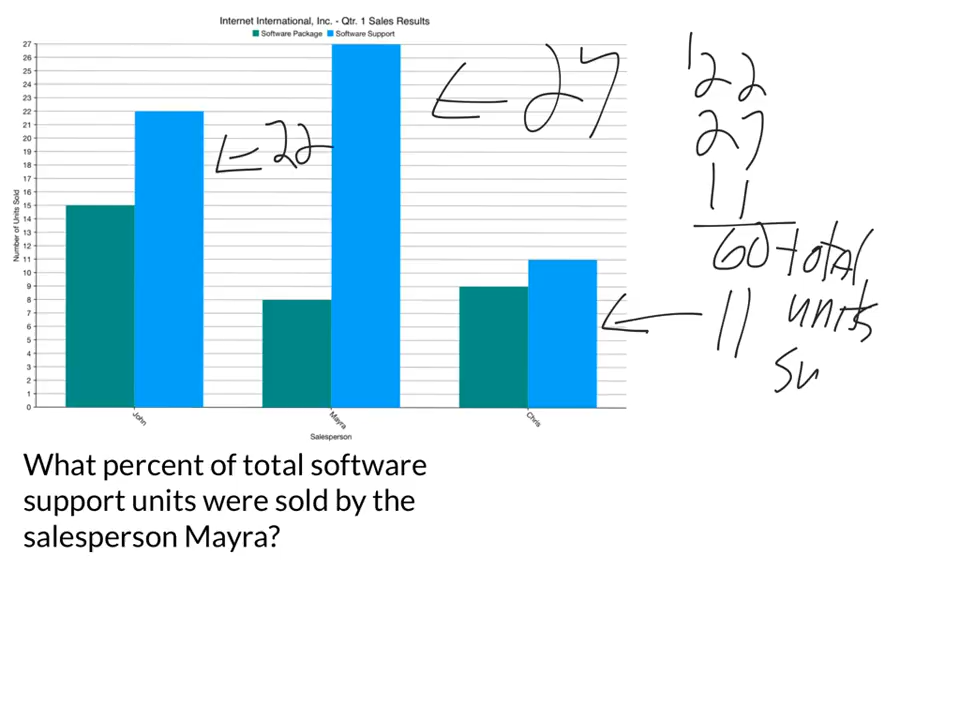 Internet International, Inc. - Qtr. 1 Sales Results
Software Package Software Support
27
26
25
24
23
22
21
20
19
18
17
16
15
14
13
12
11
10
9
8
7
6
5
4
3
2
1
0
Number of Units Sold
John
Mayra
Chris
Salesperson
22
27
1
22
27
11
60 total
units
su
11
What percent of total software
support units were sold by the
salesperson Mayra?